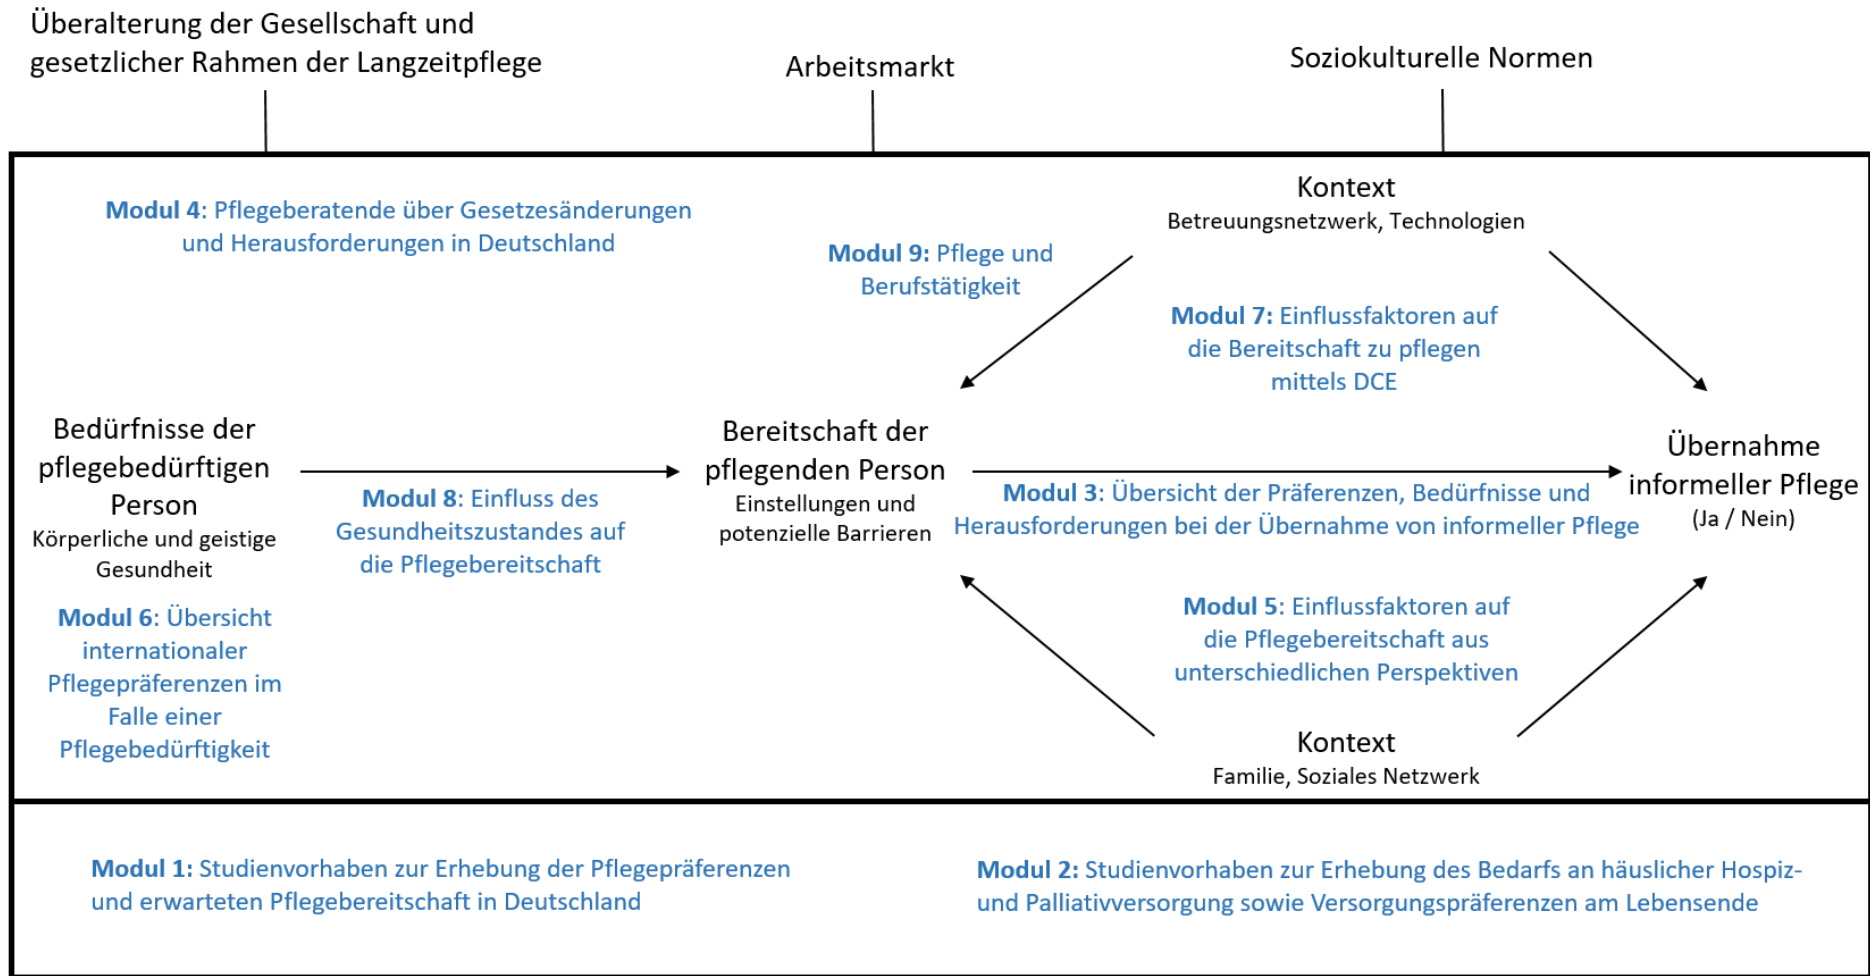 Überalterung der Gesellschaft und
gesetzlicher Rahmen der Langzeitpflege
Arbeitsmarkt
Soziokulturelle Normen
Modul 4: Pflegeberatende über Gesetzesänderungen
und Herausforderungen in Deutschland
Modul 9: Pflege und
Berufstätigkeit
Kontext
Betreuungsnetzwerk, Technologien
Modul 7: Einflussfaktoren auf
die Bereitschaft zu pflegen
mittels DCE
Bedürfnisse der
pflegebedürftigen
Person
Körperliche und geistige
Gesundheit
Modul 8: Einfluss des
Gesundheitszustandes auf
die Pflegebereitschaft
Bereitschaft der
pflegenden Person
Einstellungen und
potenzielle Barrieren
Modul 3: Übersicht der Präferenzen, Bedürfnisse und
Herausforderungen bei der Übernahme von informeller Pflege
Übernahme
informeller Pflege
(Ja / Nein)
Modul 6: Übersicht
internationaler
Pflegepräferenzen im
Falle einer
Pflegebedürftigkeit
Modul 5: Einflussfaktoren auf
die Pflegebereitschaft aus
unterschiedlichen Perspektiven
Kontext
Familie, Soziales Netzwerk
Modul 1: Studienvorhaben zur Erhebung der Pflegepräferenzen
und erwarteten Pflegebereitschaft in Deutschland
Modul 2: Studienvorhaben zur Erhebung des Bedarfs an häuslicher Hospiz-
und Palliativversorgung sowie Versorgungspräferenzen am Lebensende